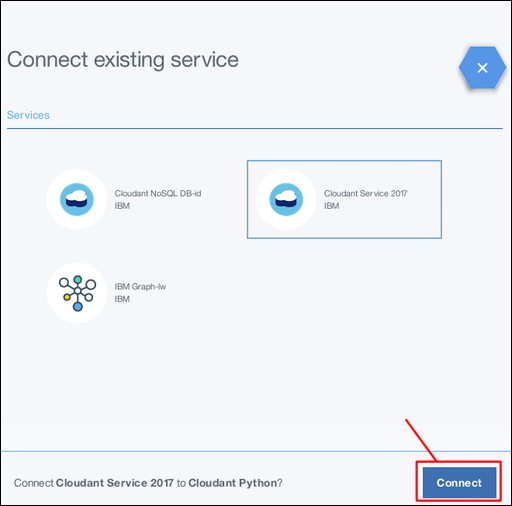 Connect existing service
Services
Cloudant NoSQL DB-id
IBM
Cloudant Service 2017
IBM
IBM Graph-lw
IBM
Connect Cloudant Service 2017 to Cloudant Python?
Connect